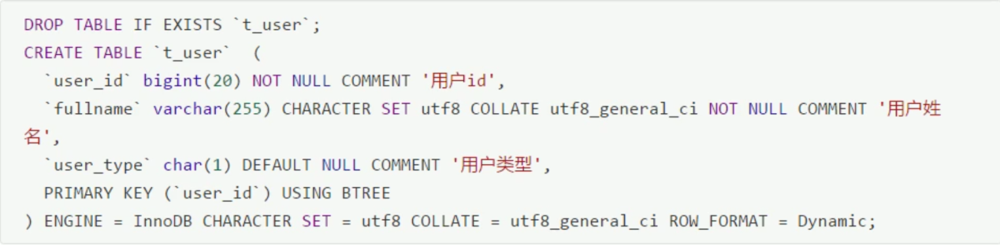 DROP TABLE IF EXISTS `t_user`;
CREATE TABLE `t_user`  (
  `user_id` bigint(20) NOT NULL COMMENT '用户id',
  `fullname` varchar(255) CHARACTER SET utf8 COLLATE utf8_general_ci NOT NULL COMMENT '用户姓
名',
  `user_type` char(1) DEFAULT NULL COMMENT '用户类型',
  PRIMARY KEY (`user_id`) USING BTREE
) ENGINE = InnoDB CHARACTER SET = utf8 COLLATE = utf8_general_ci ROW_FORMAT = Dynamic;